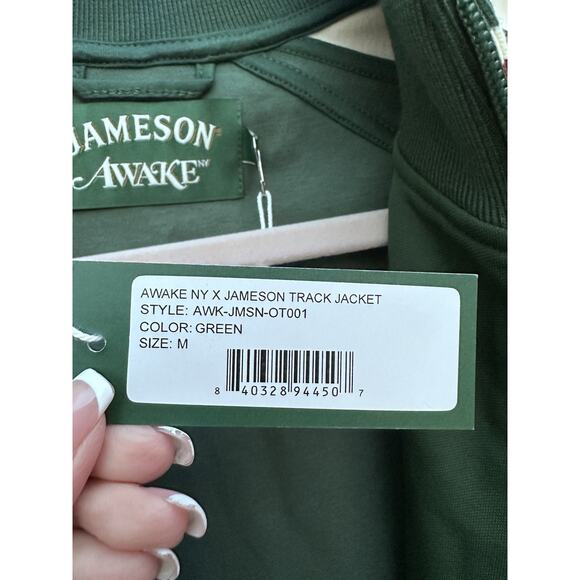 JAMESON®
AWAKE NY
AWAKE NY X JAMESON TRACK JACKET
STYLE: AWK-JMSN-OT001
COLOR: GREEN
SIZE: M
8 40328 94450 7